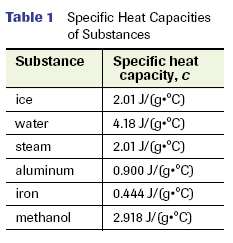 Table 1 Specific Heat Capacities
of Substances
Substance Specific heat
capacity, c
ice 2.01 J/(g•°C)
water 4.18 J/(g•°C)
steam 2.01 J/(g•°C)
aluminum 0.900 J/(g•°C)
iron 0.444 J/(g•°C)
methanol 2.918 J/(g•°C)